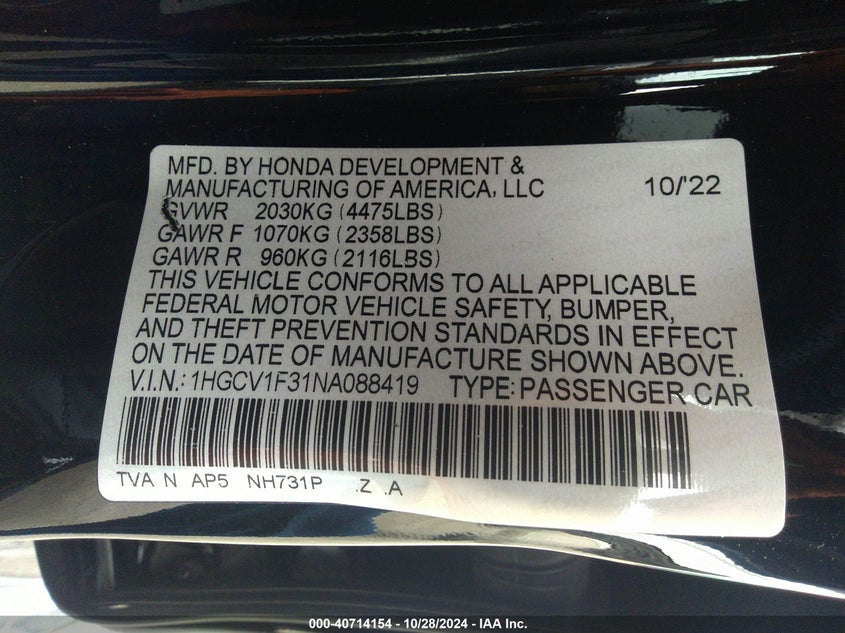 MFD. BY HONDA DEVELOPMENT &
MANUFACTURING OF AMERICA, LLC 10/'22
GVWR 2030KG (4475LBS)
GAWR F 1070KG (2358LBS)
GAWR R 960KG (2116LBS)
THIS VEHICLE CONFORMS TO ALL APPLICABLE
FEDERAL MOTOR VEHICLE SAFETY, BUMPER,
AND THEFT PREVENTION STANDARDS IN EFFECT
ON THE DATE OF MANUFACTURE SHOWN ABOVE.
V.I.N.: 1HGCV1F31NA088419 TYPE: PASSENGER CAR
TVA N AP5 NH731P .Z .A
000-40714154 - 10/28/2024 - IAA Inc.